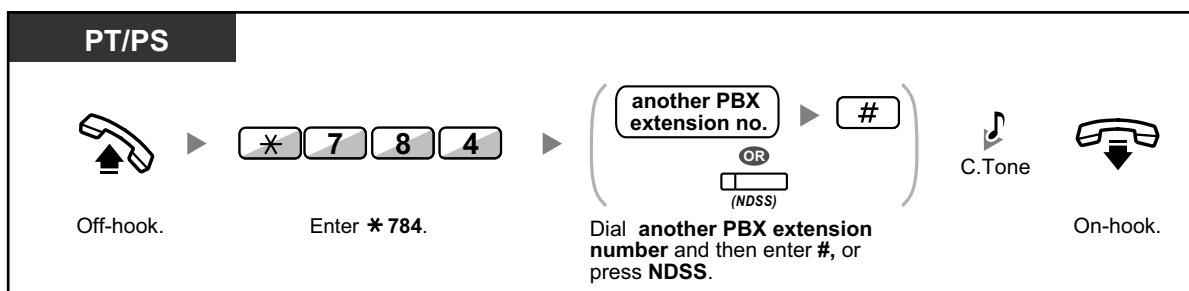 PT/PS
another PBX
extension no.
#
OR
(NDSS)
* 7 8 4
C.Tone
Off-hook.
Enter * 784.
Dial another PBX extension
number and then enter #, or
press NDSS.
On-hook.